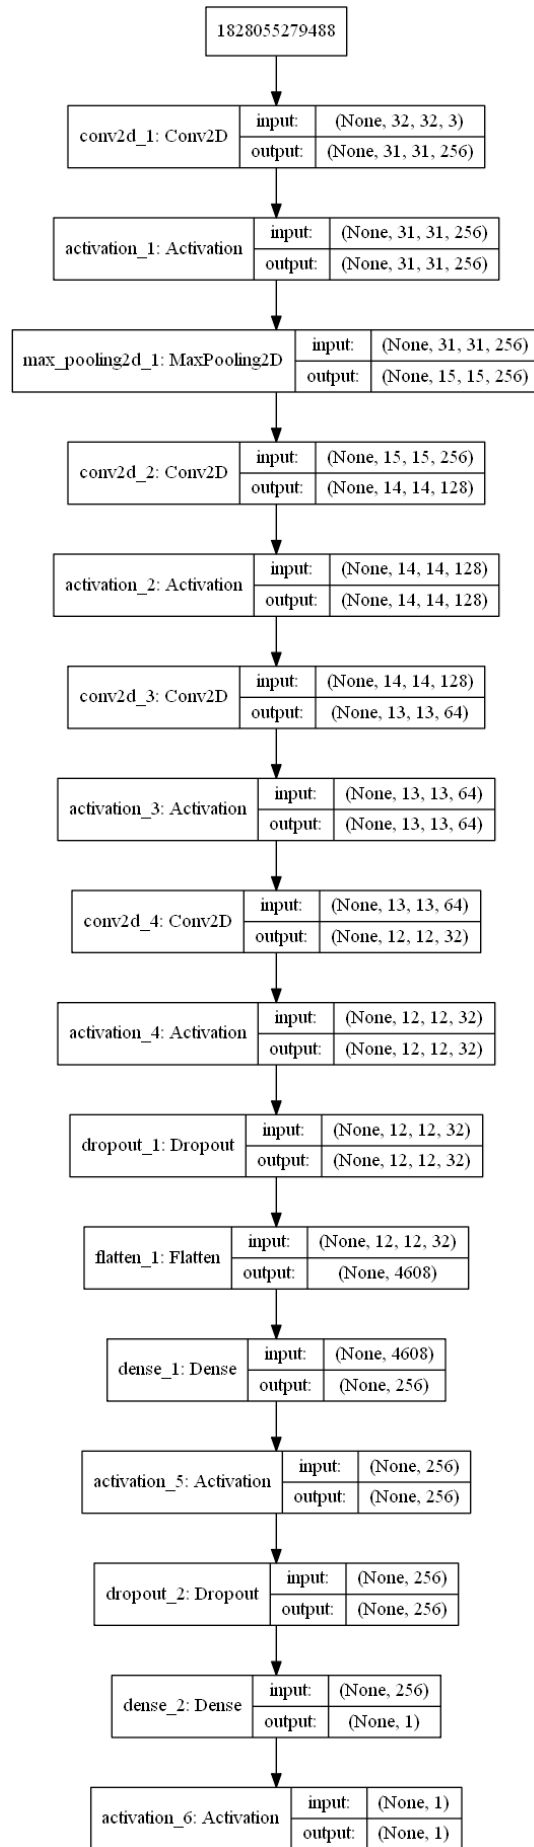 1828055279488
conv2d_1: Conv2D
input: (None, 32, 32, 3)
output: (None, 31, 31, 256)
activation_1: Activation
input: (None, 31, 31, 256)
output: (None, 31, 31, 256)
max_pooling2d_1: MaxPooling2D
input: (None, 31, 31, 256)
output: (None, 15, 15, 256)
conv2d_2: Conv2D
input: (None, 15, 15, 256)
output: (None, 14, 14, 128)
activation_2: Activation
input: (None, 14, 14, 128)
output: (None, 14, 14, 128)
conv2d_3: Conv2D
input: (None, 14, 14, 128)
output: (None, 13, 13, 64)
activation_3: Activation
input: (None, 13, 13, 64)
output: (None, 13, 13, 64)
conv2d_4: Conv2D
input: (None, 13, 13, 64)
output: (None, 12, 12, 32)
activation_4: Activation
input: (None, 12, 12, 32)
output: (None, 12, 12, 32)
dropout_1: Dropout
input: (None, 12, 12, 32)
output: (None, 12, 12, 32)
flatten_1: Flatten
input: (None, 12, 12, 32)
output: (None, 4608)
dense_1: Dense
input: (None, 4608)
output: (None, 256)
activation_5: Activation
input: (None, 256)
output: (None, 256)
dropout_2: Dropout
input: (None, 256)
output: (None, 256)
dense_2: Dense
input: (None, 256)
output: (None, 1)
activation_6: Activation
input: (None, 1)
output: (None, 1)